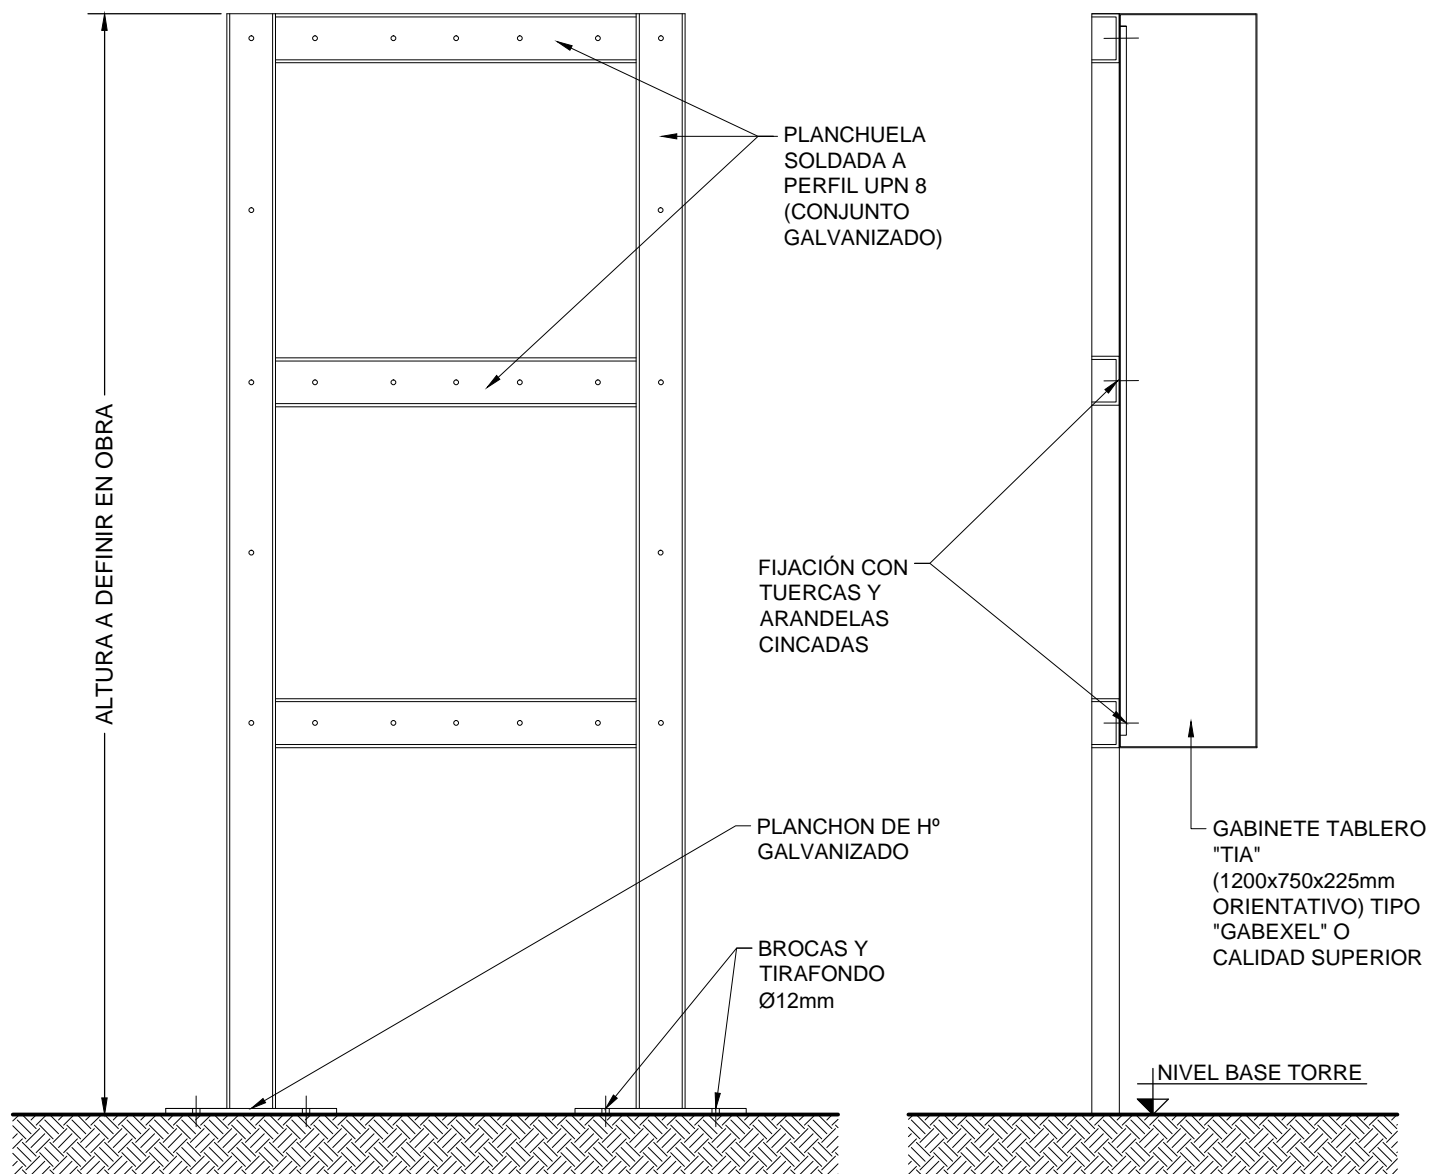 PLANCHUELA
SOLDADA A
PERFIL UPN 8
(CONJUNTO
GALVANIZADO)
ALTURA A DEFINIR EN OBRA
FIJACIÓN CON
TUERCAS Y
ARANDELAS
CINCADAS
PLANCHON DE Hº
GALVANIZADO
GABINETE TABLERO
"TIA"
(1200x750x225mm
ORIENTATIVO) TIPO
"GABEXEL" O
CALIDAD SUPERIOR
BROCAS Y
TIRAFONDO
Ø12mm
NIVEL BASE TORRE